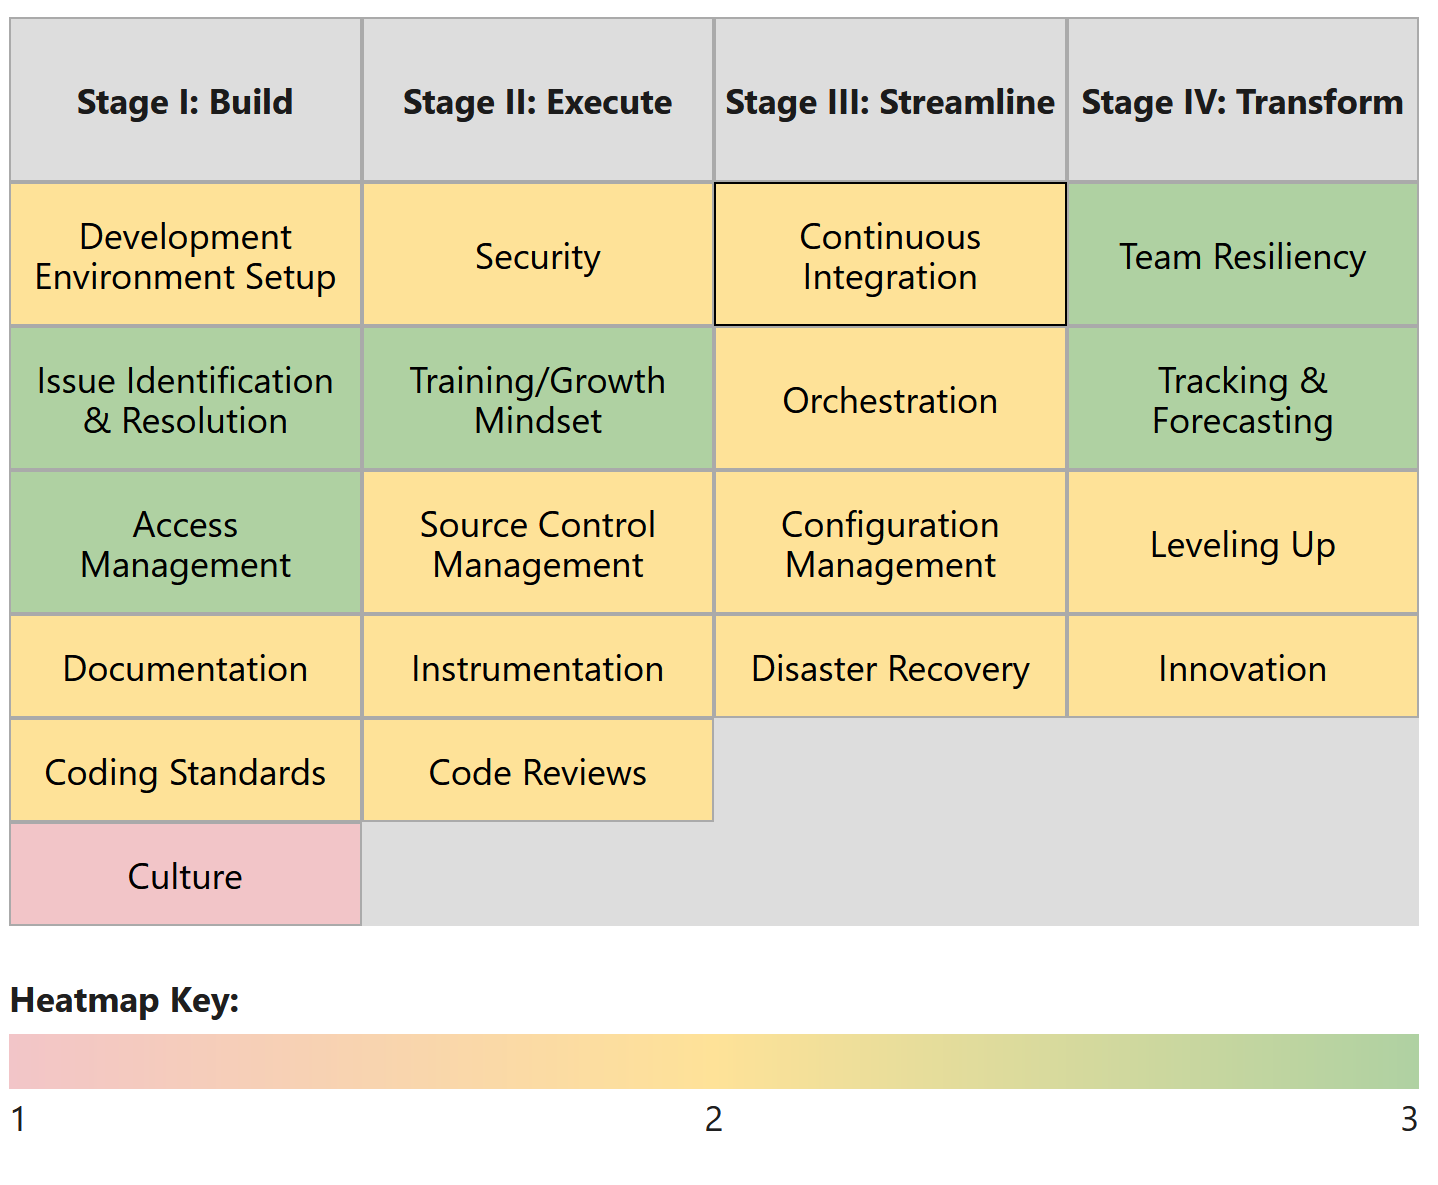 Stage I: Build
Stage II: Execute
Stage III: Streamline
Stage IV: Transform
Development
Environment Setup
Security
Continuous
Integration
Team Resiliency
Issue Identification
& Resolution
Training/Growth
Mindset
Orchestration
Tracking &
Forecasting
Access
Management
Source Control
Management
Configuration
Management
Leveling Up
Documentation
Instrumentation
Disaster Recovery
Innovation
Coding Standards
Code Reviews
Culture
Heatmap Key:
1
2
3